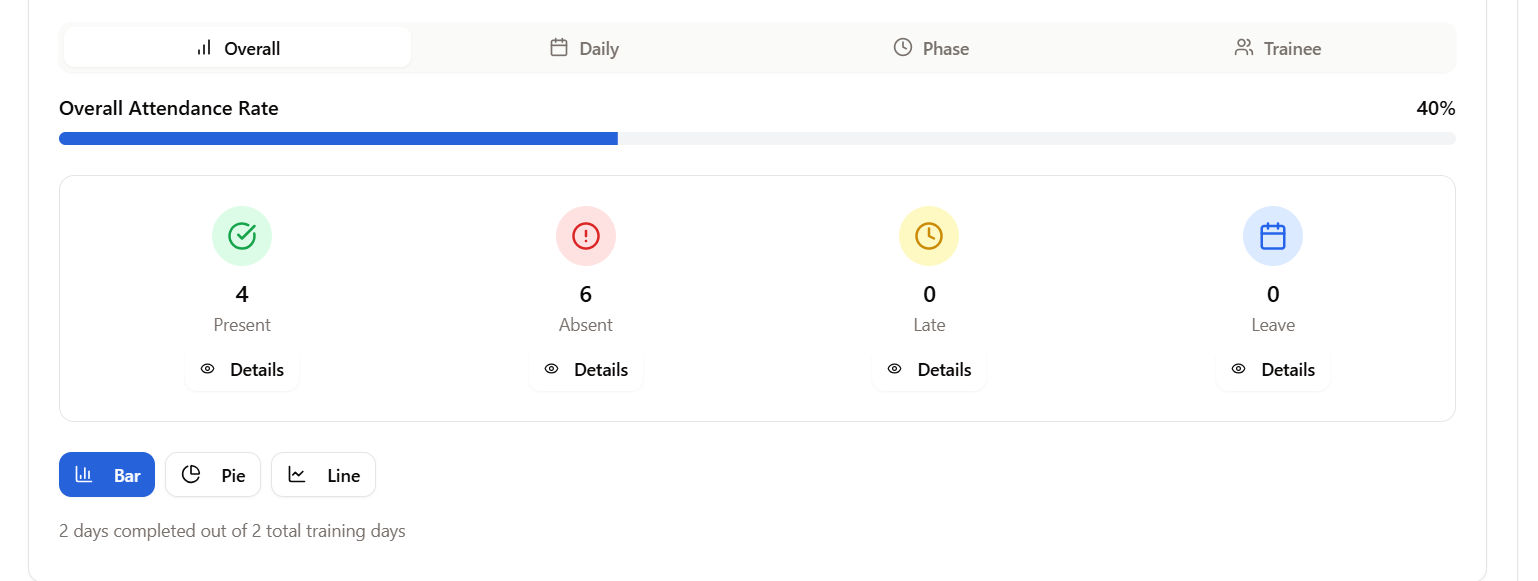 Overall Daily Phase Trainee
Overall Attendance Rate 40%
4 6 0 0
Present Absent Late Leave
Details Details Details Details
Bar Pie Line
2 days completed out of 2 total training days